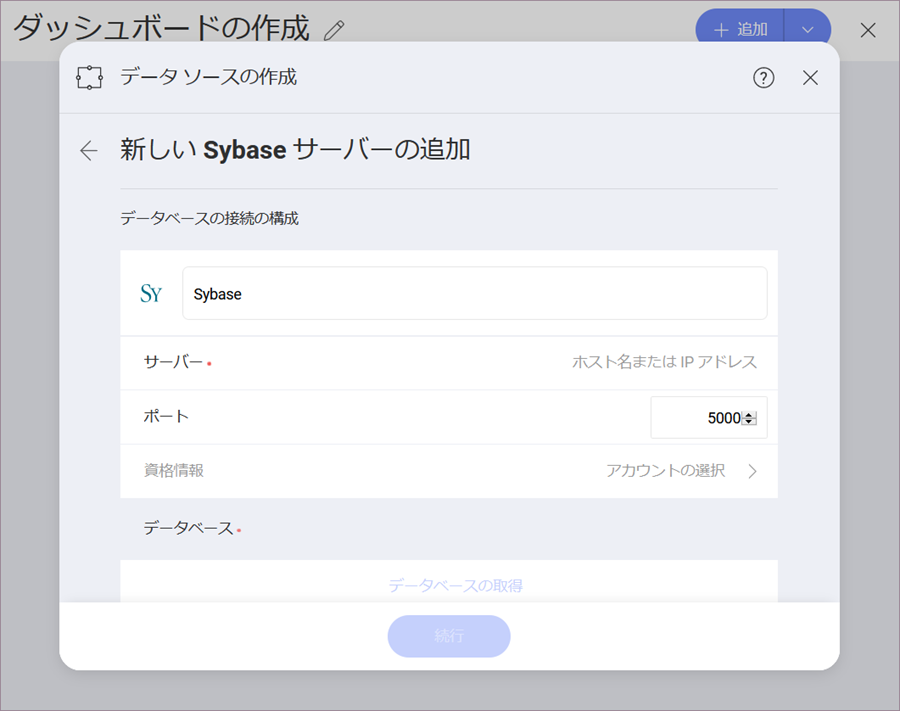 ダッシュボードの作成
追加
データ ソースの作成
新しい Sybase サーバーの追加
データベースの接続の構成
SY Sybase
サーバー ホスト名または IP アドレス
ポート 5000
資格情報 アカウントの選択
データベース
データベースの取得
続行